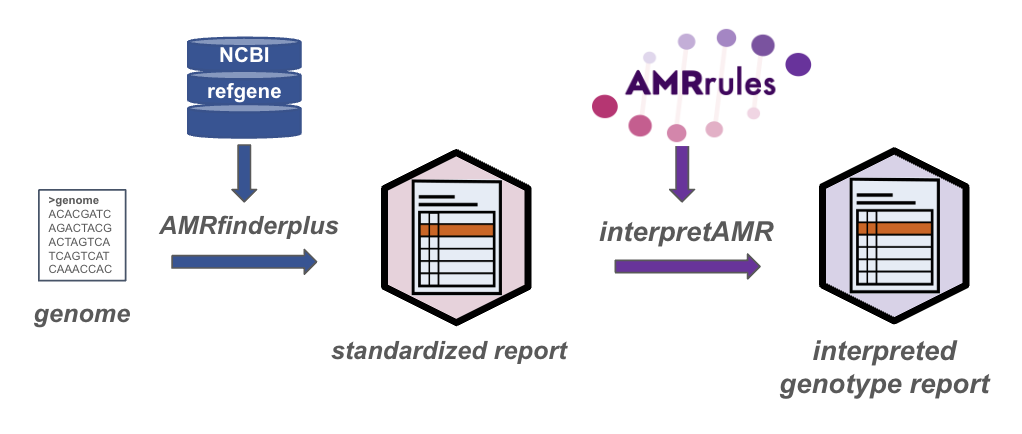 NCBI
refgene
AMRrules
>genome
ACACGATC
AGACTACG
ACTAGTCA
TCAGTCAT
CAAACCAC
genome
AMRfinderplus
standardized report
interpretAMR
interpreted
genotype report